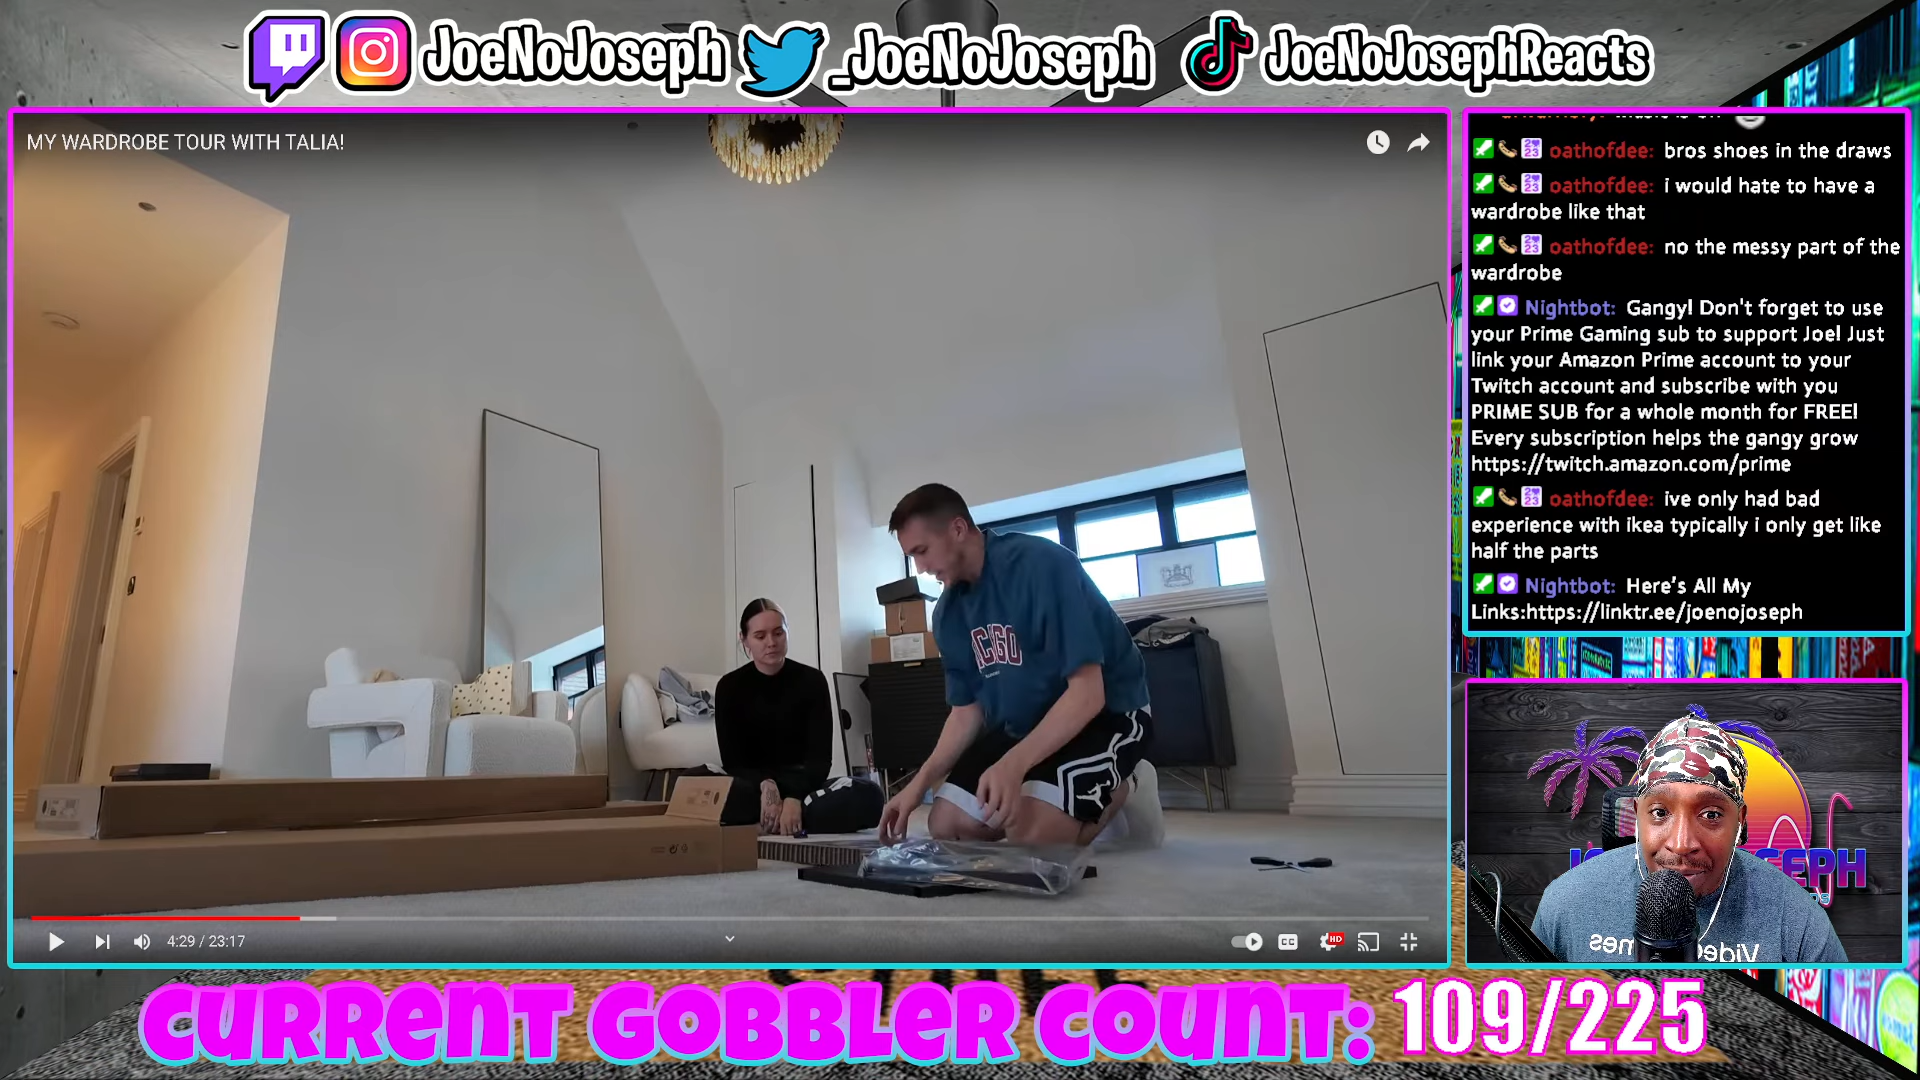 JoeNoJoseph
_JoeNoJoseph
JoeNoJosephReacts
MY WARDROBE TOUR WITH TALIA!
oathofdee: bros shoes in the draws
oathofdee: i would hate to have a
wardrobe like that
oathofdee: no the messy part of the
wardrobe
Nightbot: Gangy! Don't forget to use
your Prime Gaming sub to support Joe! Just
link your Amazon Prime account to your
Twitch account and subscribe with you
PRIME SUB for a whole month for FREE!
Every subscription helps the gangy grow
https://twitch.amazon.com/prime
oathofdee: ive only had bad
experience with ikea typically i only get like
half the parts
Nightbot: Here's All My
Links:https://linktr.ee/joenojoseph
4:29 / 23:17
CC
HD
CURRENT GOBBLER COUNT: 109/225